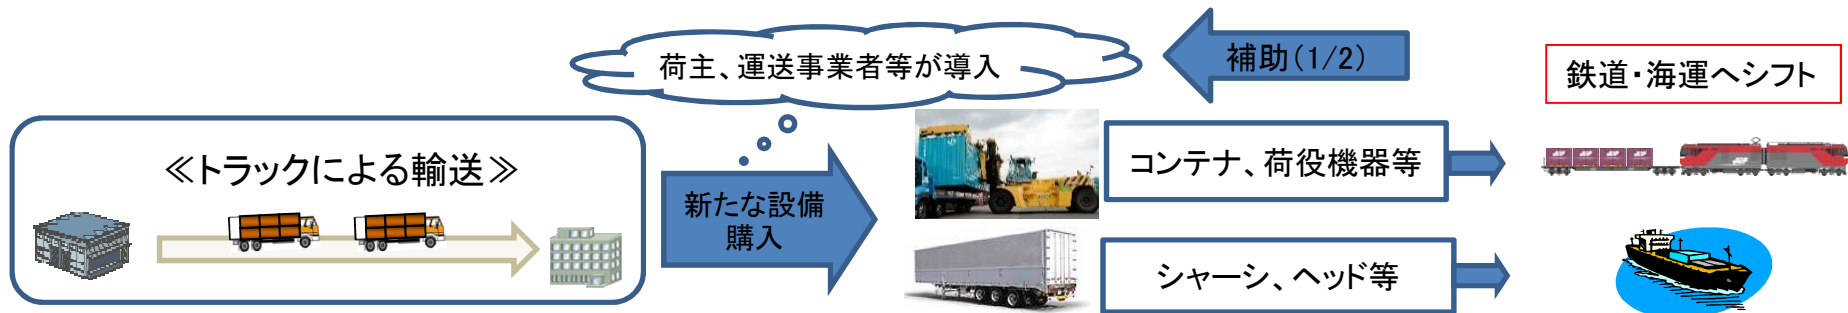 荷主、運送事業者等が導入
補助(1/2)
鉄道・海運へシフト
≪トラックによる輸送≫
新たな設備
購入
コンテナ、荷役機器等
シャーシ、ヘッド等